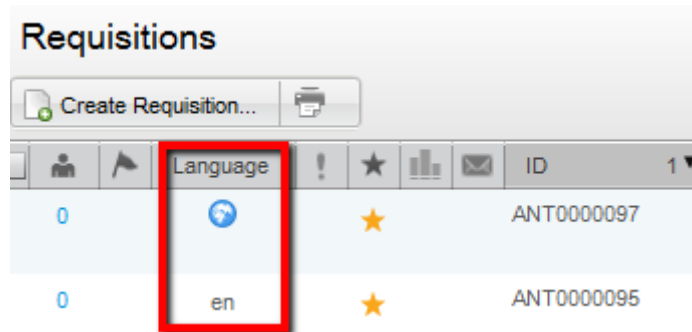 Requisitions
Create Requisition...
Language ID 1
0 ANT0000097
0 en ANT0000095